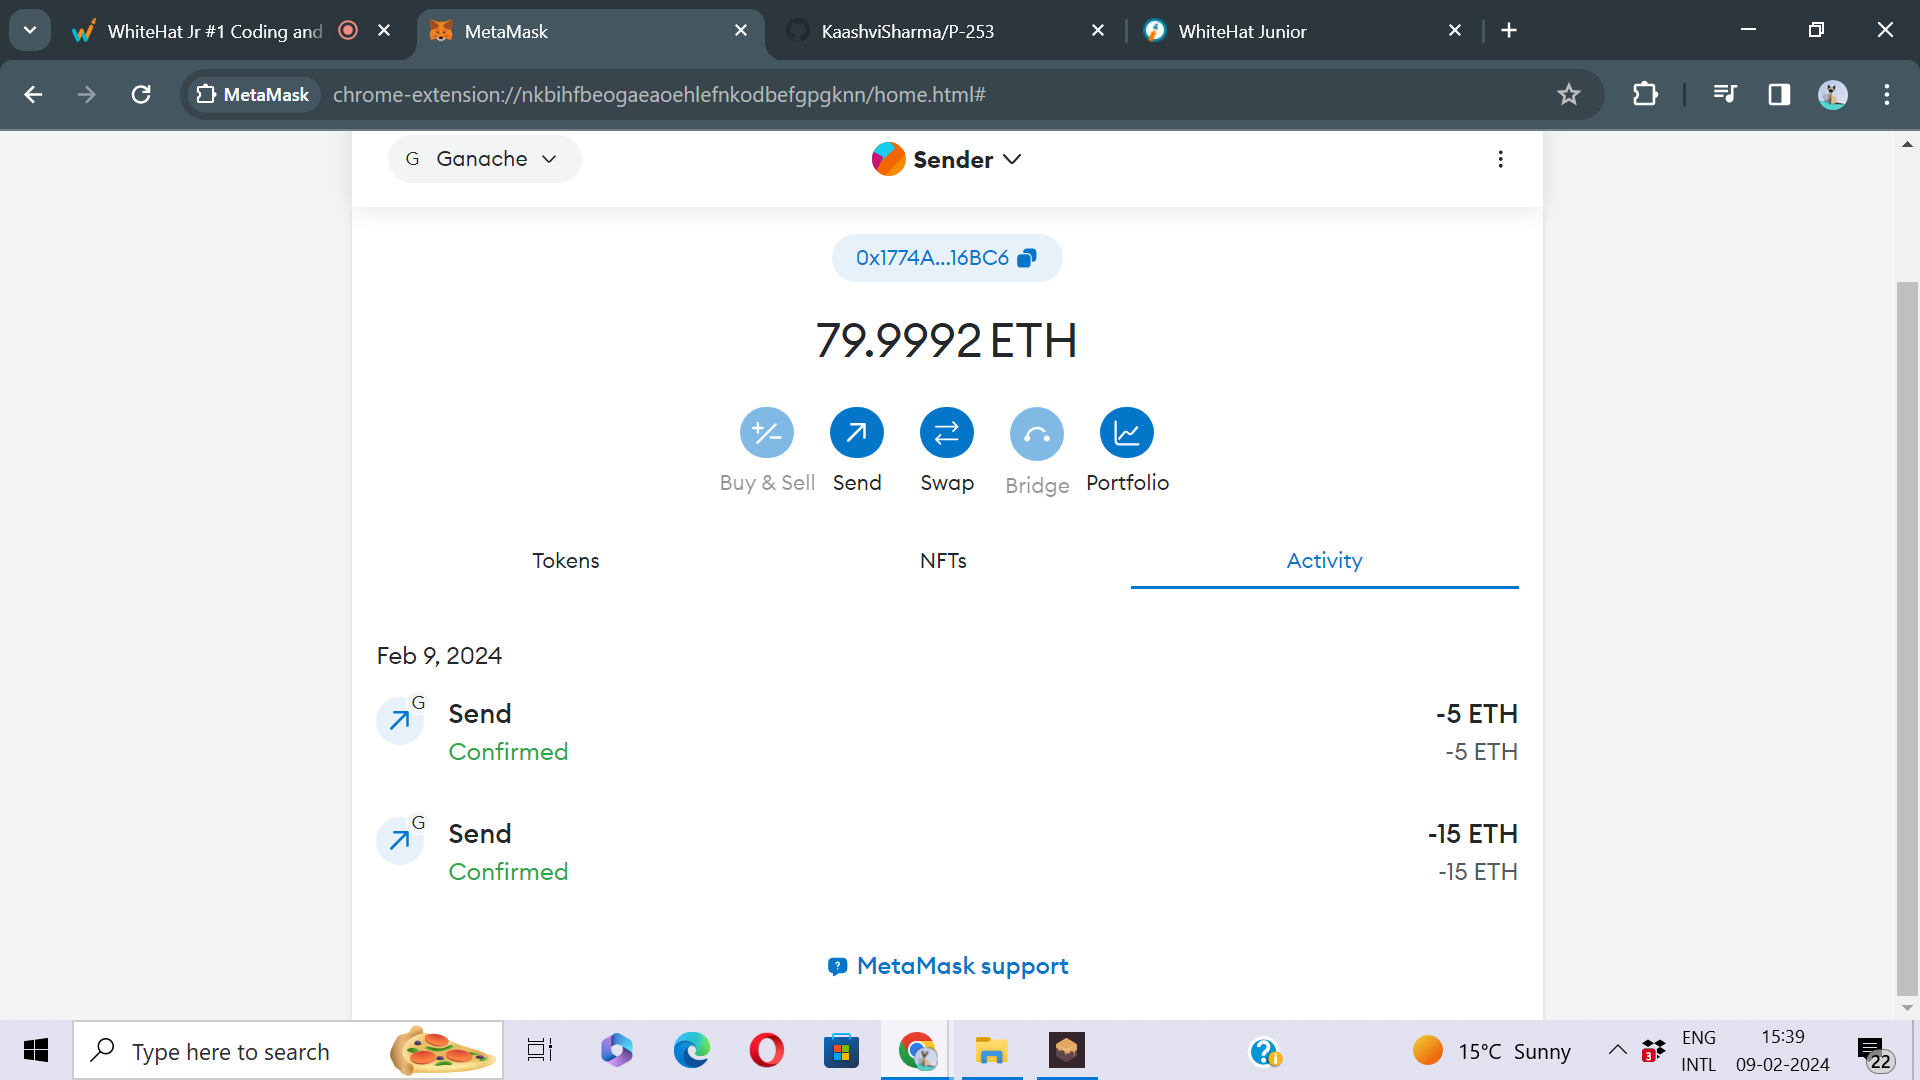 WhiteHat Jr #1 Coding and
MetaMask
KaashviSharma/P-253
WhiteHat Junior
MetaMask
chrome-extension://nkbihfbeogaeaoehlefnkodbefgpgknn/home.html#
G Ganache
Sender
0x1774A...16BC6
79.9992 ETH
Buy & Sell
Send
Swap
Bridge
Portfolio
Tokens
NFTs
Activity
Feb 9, 2024
G
Send
-5 ETH
Confirmed
-5 ETH
G
Send
-15 ETH
Confirmed
-15 ETH
MetaMask support
Type here to search
15°C Sunny
3
ENG
INTL
15:39
09-02-2024
22